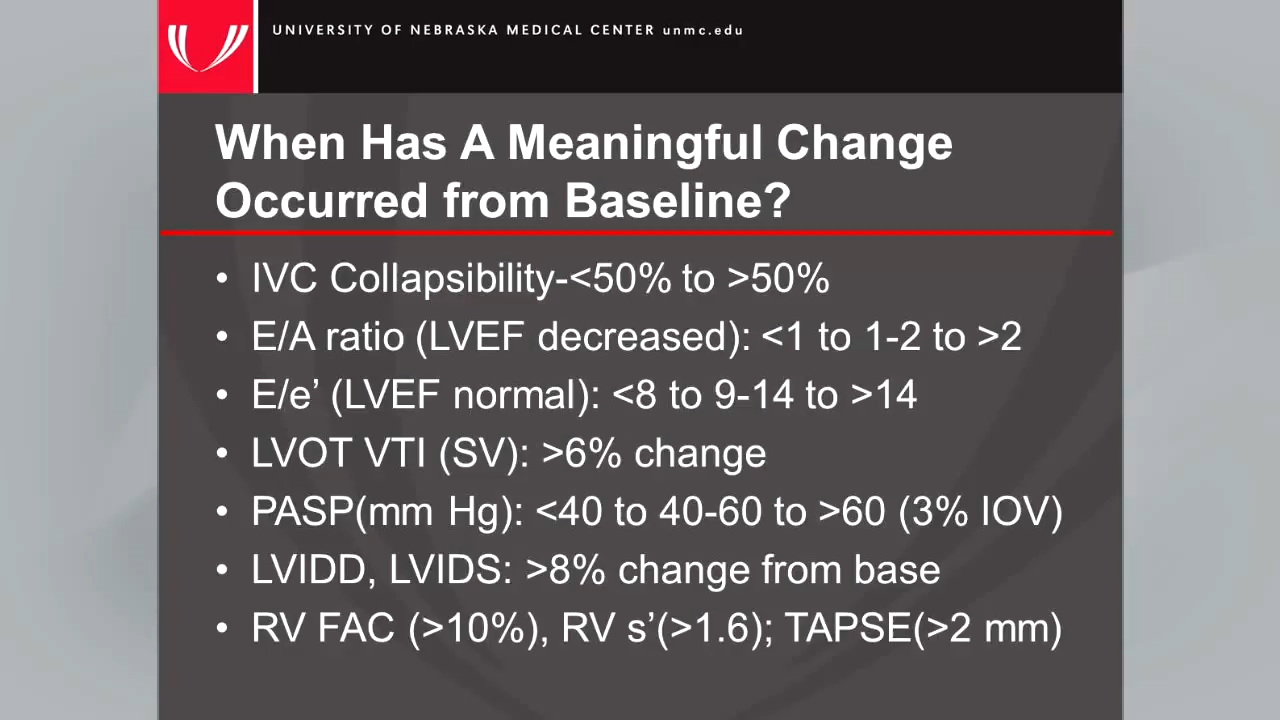 UNIVERSITY OF NEBRASKA MEDICAL CENTER unmc.edu
When Has A Meaningful Change
Occurred from Baseline?
• IVC Collapsibility-<50% to >50%
• E/A ratio (LVEF decreased): <1 to 1-2 to >2
• E/e’ (LVEF normal): <8 to 9-14 to >14
• LVOT VTI (SV): >6% change
• PASP(mm Hg): <40 to 40-60 to >60 (3% IOV)
• LVIDD, LVIDS: >8% change from base
• RV FAC (>10%), RV s’(>1.6); TAPSE(>2 mm)